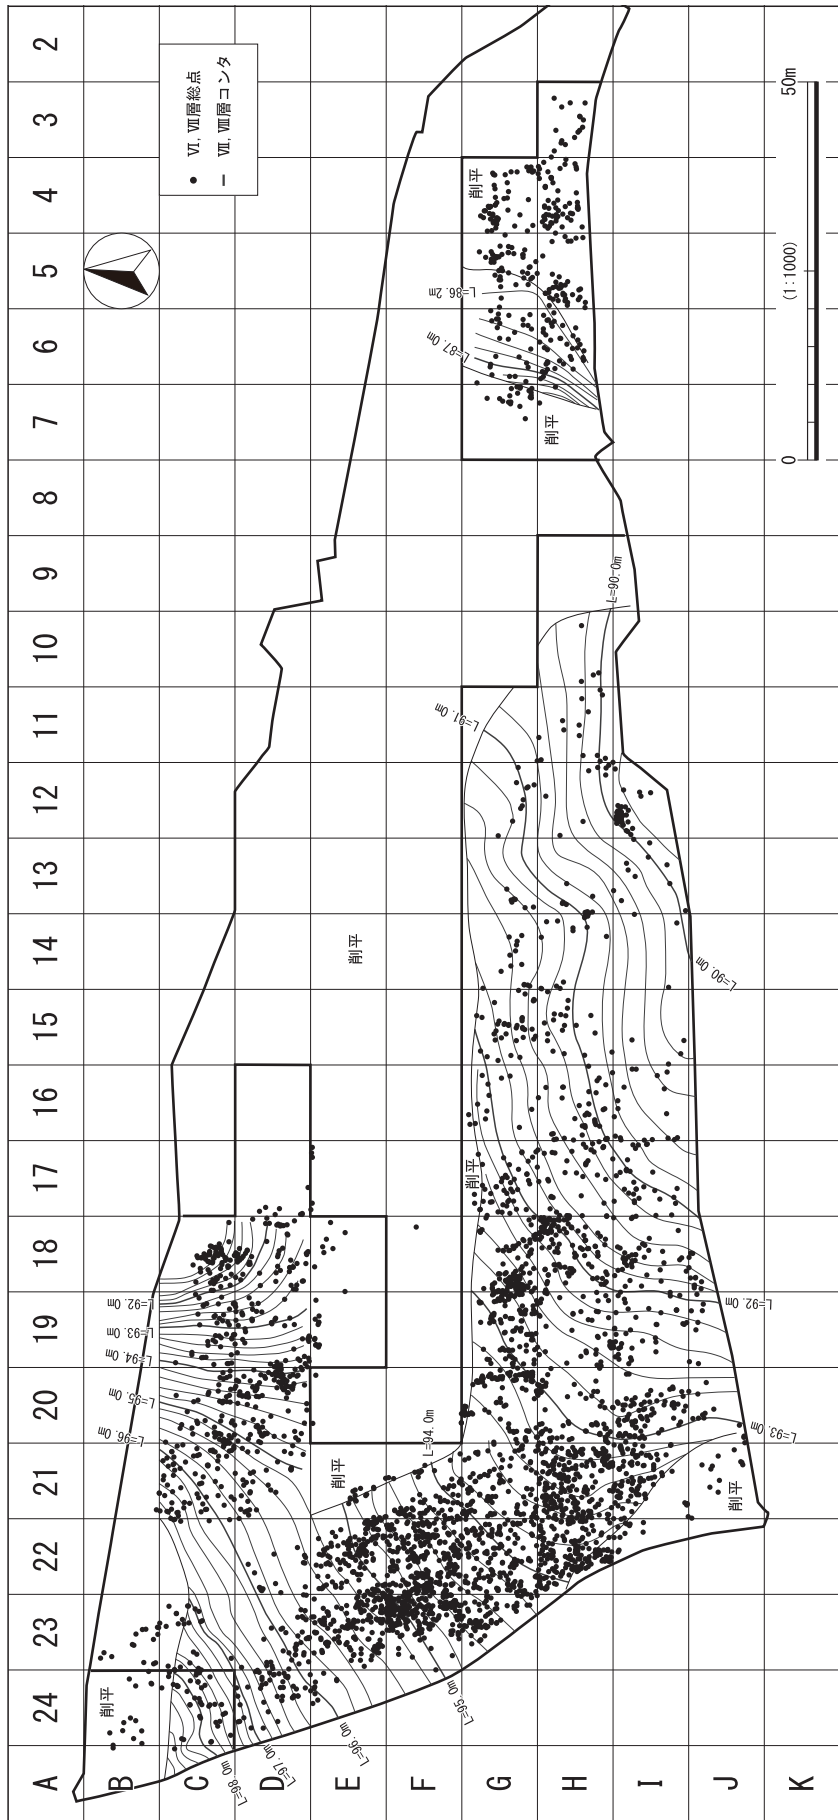 2
3
4
5
6
7
8
9
10
11
12
13
14
15
16
17
18
19
20
21
22
23
24
A
B
C
D
E
F
G
H
I
J
K
Ⅵ, Ⅶ層総点
Ⅶ, Ⅷ層コンタ
削平
L=86.2m
L=87.0m
削平
50m
(1:1000)
0
L=90.0m
L=91.0m
削平
L=90.0m
削平
L=92.0m
L=93.0m
L=94.0m
L=95.0m
L=96.0m
L=92.0m
L=93.0m
L=94.0m
削平
削平
削平
L=95.0m
L=96.0m
L=97.0m
L=98.0m